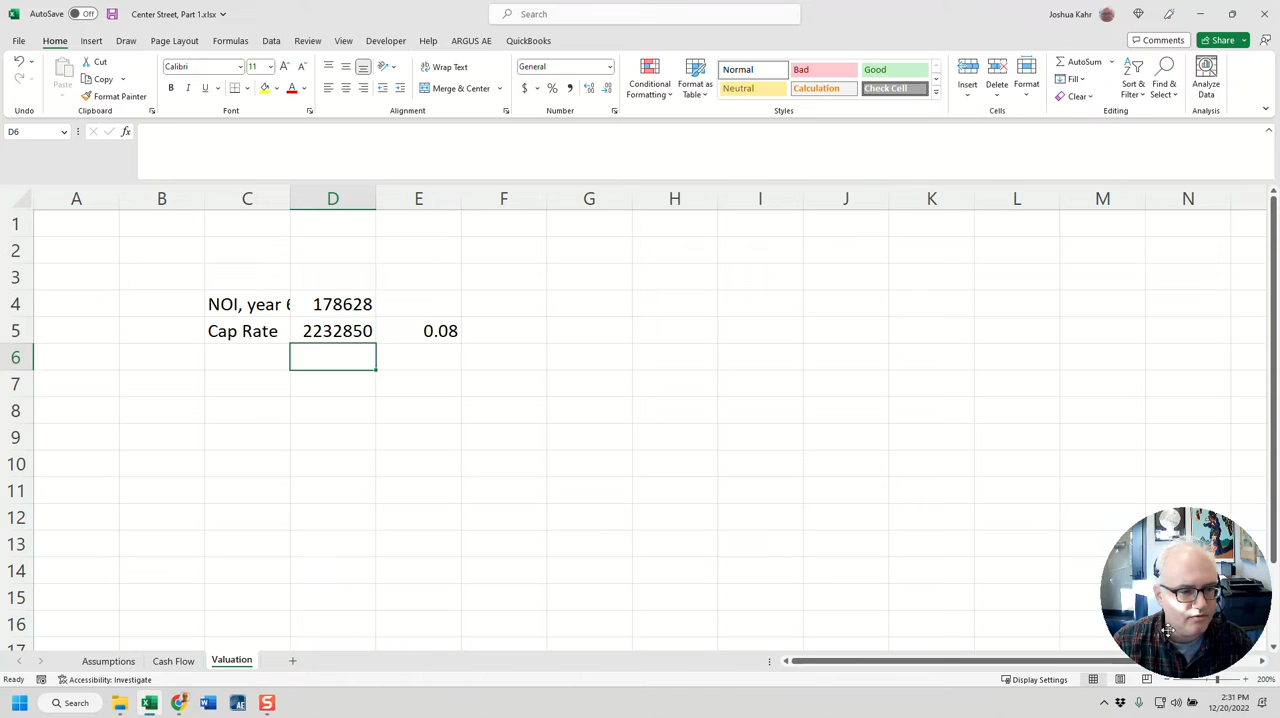 AutoSave Off Center Street, Part 1.xlsx Search Joshua Kahr
File Home Insert Draw Page Layout Formulas Data Review View Developer Help ARGUS AE QuickBooks Comments Share
Undo
Paste
Cut
Copy
Format Painter
Clipboard
Calibri 11
B I U A
Font
Wrap Text
Merge & Center
Alignment
General
$ % ,
Number
Conditional Formatting
Format as Table
Normal Bad Good
Neutral Calculation Check Cell
Styles
Insert Delete Format
Cells
AutoSum
Fill
Clear
Sort & Filter
Find & Select
Editing
Analyze Data
Analysis
D6 fx
A B C D E F G H I J K L M N
1
2
3
4 NOI, year 6 178628
5 Cap Rate 2232850 0.08
6
7
8
9
10
11
12
13
14
15
16
17
Assumptions Cash Flow Valuation
Ready Accessibility: Investigate Display Settings 200%
Search 2:31 PM
12/20/2022